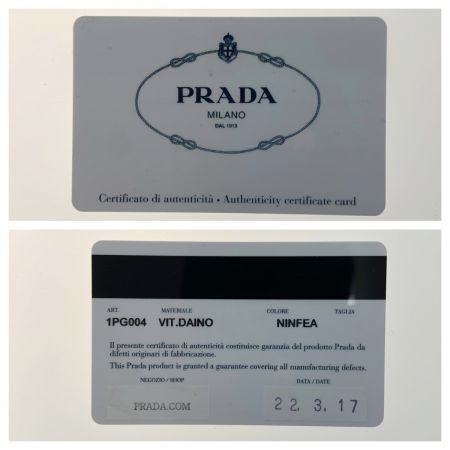 PRADA
MILANO
DAL 1913
Certificato di autenticità • Authenticity certificate card
ART. MATERIALE COLORE TAGLIA
1PG004 VIT.DAINO NINFEA
Il presente certificato di autenticità costituisce garanzia del prodotto Prada da
difetti originari di fabbricazione.
This Prada product is granted a guarantee covering all manufacturing defects.
NEGOZIO / SHOP DATA / DATE
PRADA.COM 22.3.17